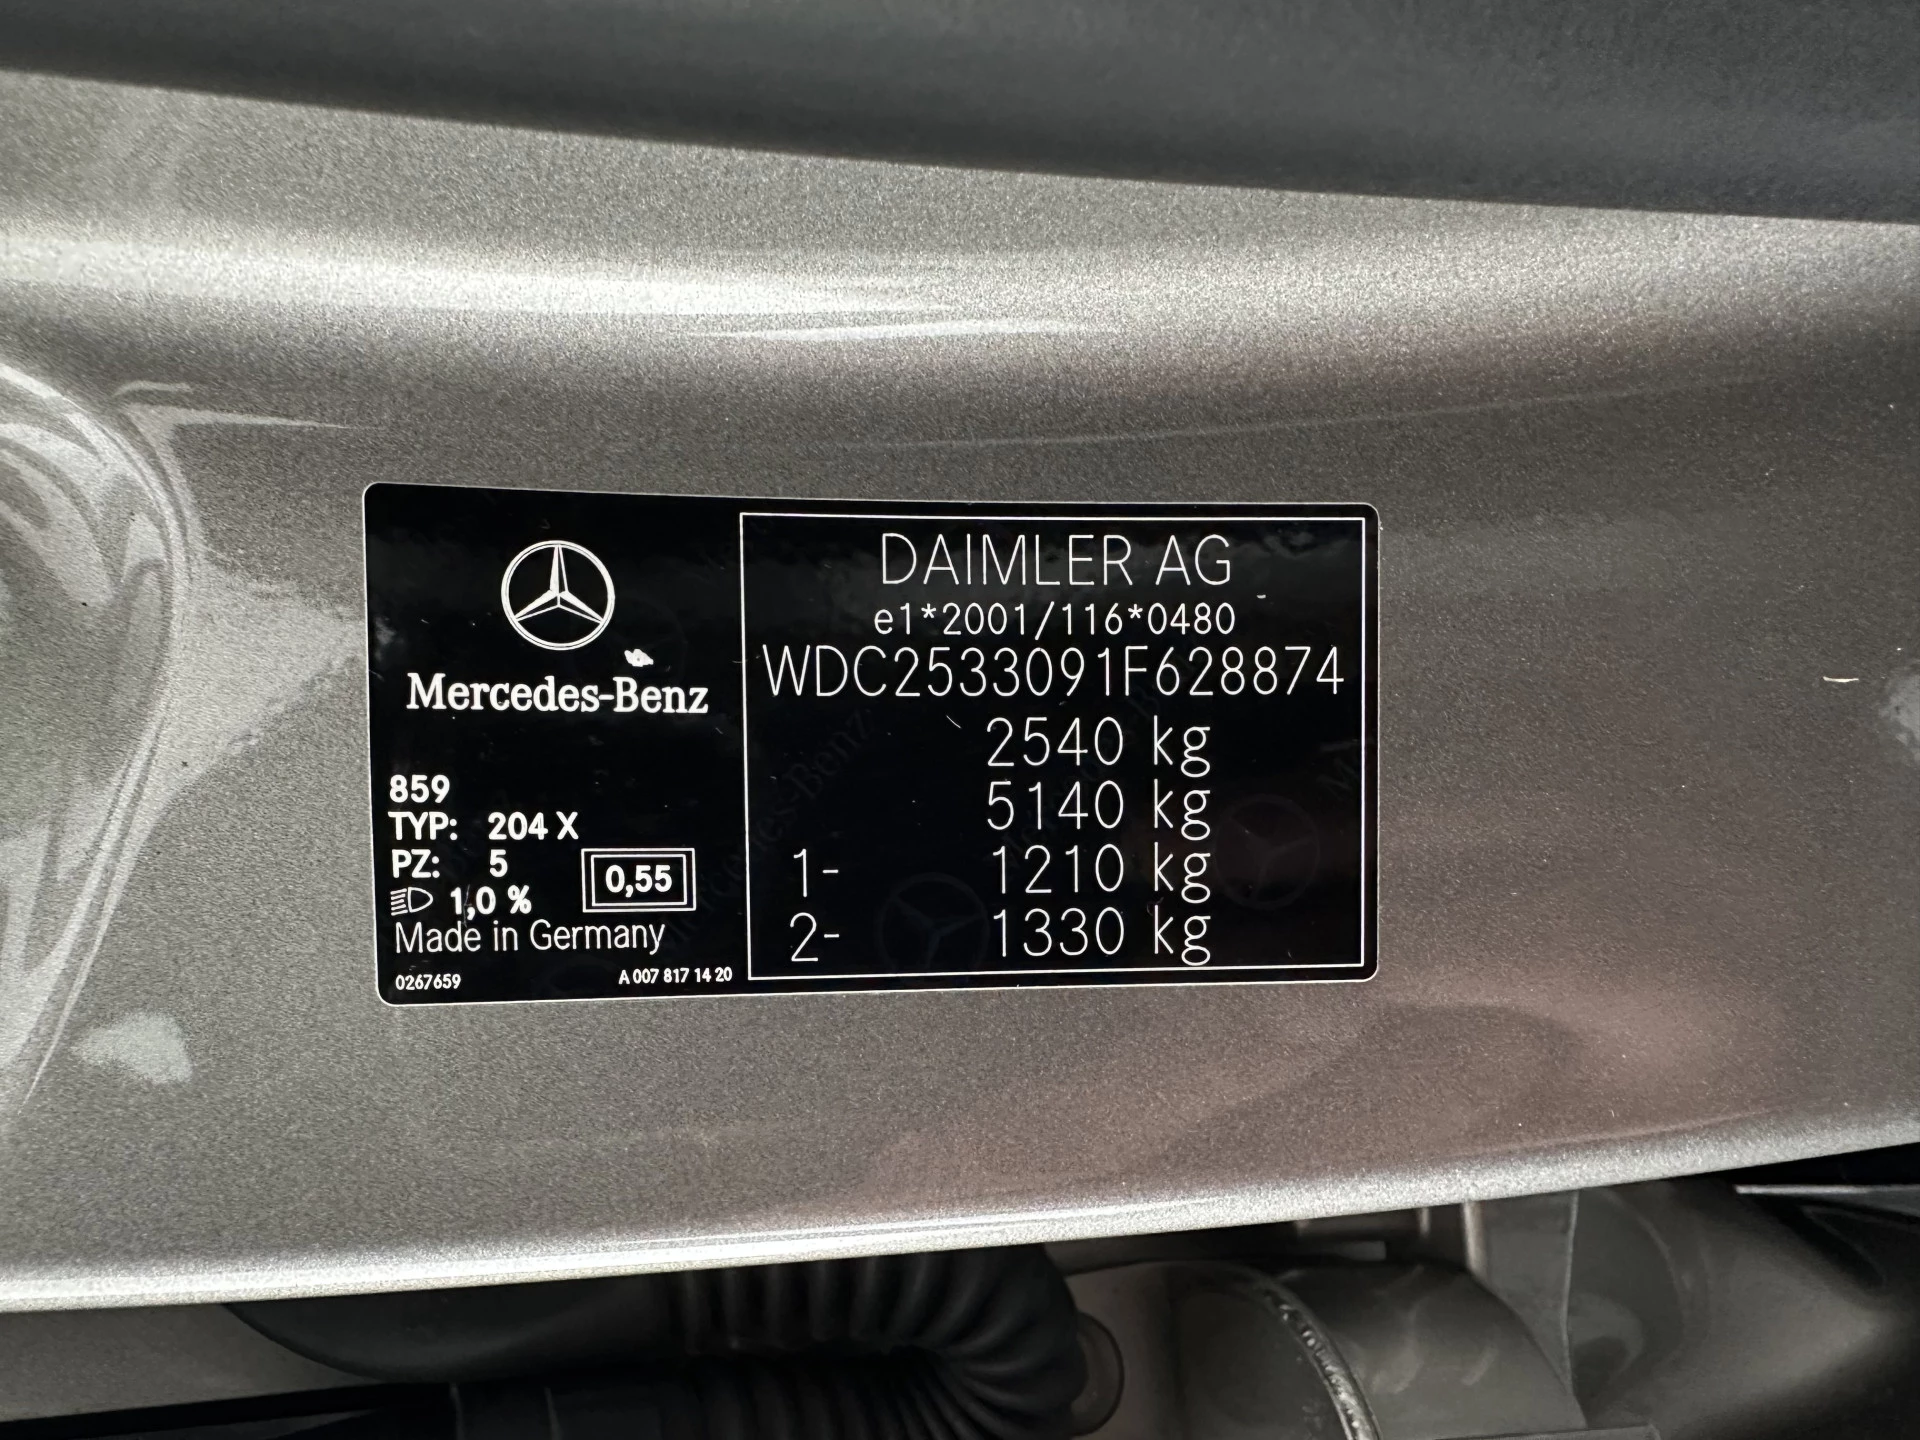 Mercedes-Benz
859
TYP: 204 X
PZ: 5
1,0 %
0,55
Made in Germany
0267659
A 007 817 14 20
DAIMLER AG
e1*2001/116*0480
WDC2533091F628874
2540 kg
5140 kg
1- 1210 kg
2- 1330 kg